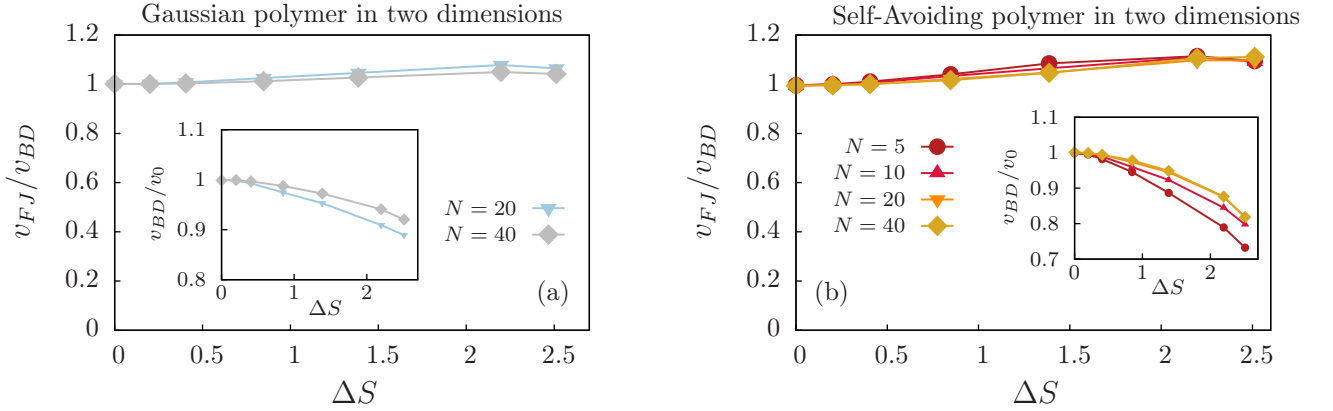 Gaussian polymer in two dimensions
v_{FJ}/v_{BD}
1.2
1
0.8
0.6
0.4
0.2
0
0
0.5
1
1.5
2
2.5
ΔS
v_{BD}/v_0
1.1
1
0.9
0.8
0
1
2
ΔS
N = 20
N = 40
(a)
Self-Avoiding polymer in two dimensions
v_{FJ}/v_{BD}
1.2
1
0.8
0.6
0.4
0.2
0
0
0.5
1
1.5
2
2.5
ΔS
N = 5
N = 10
N = 20
N = 40
v_{BD}/v_0
1.1
1
0.9
0.8
0.7
0
1
2
ΔS
(b)